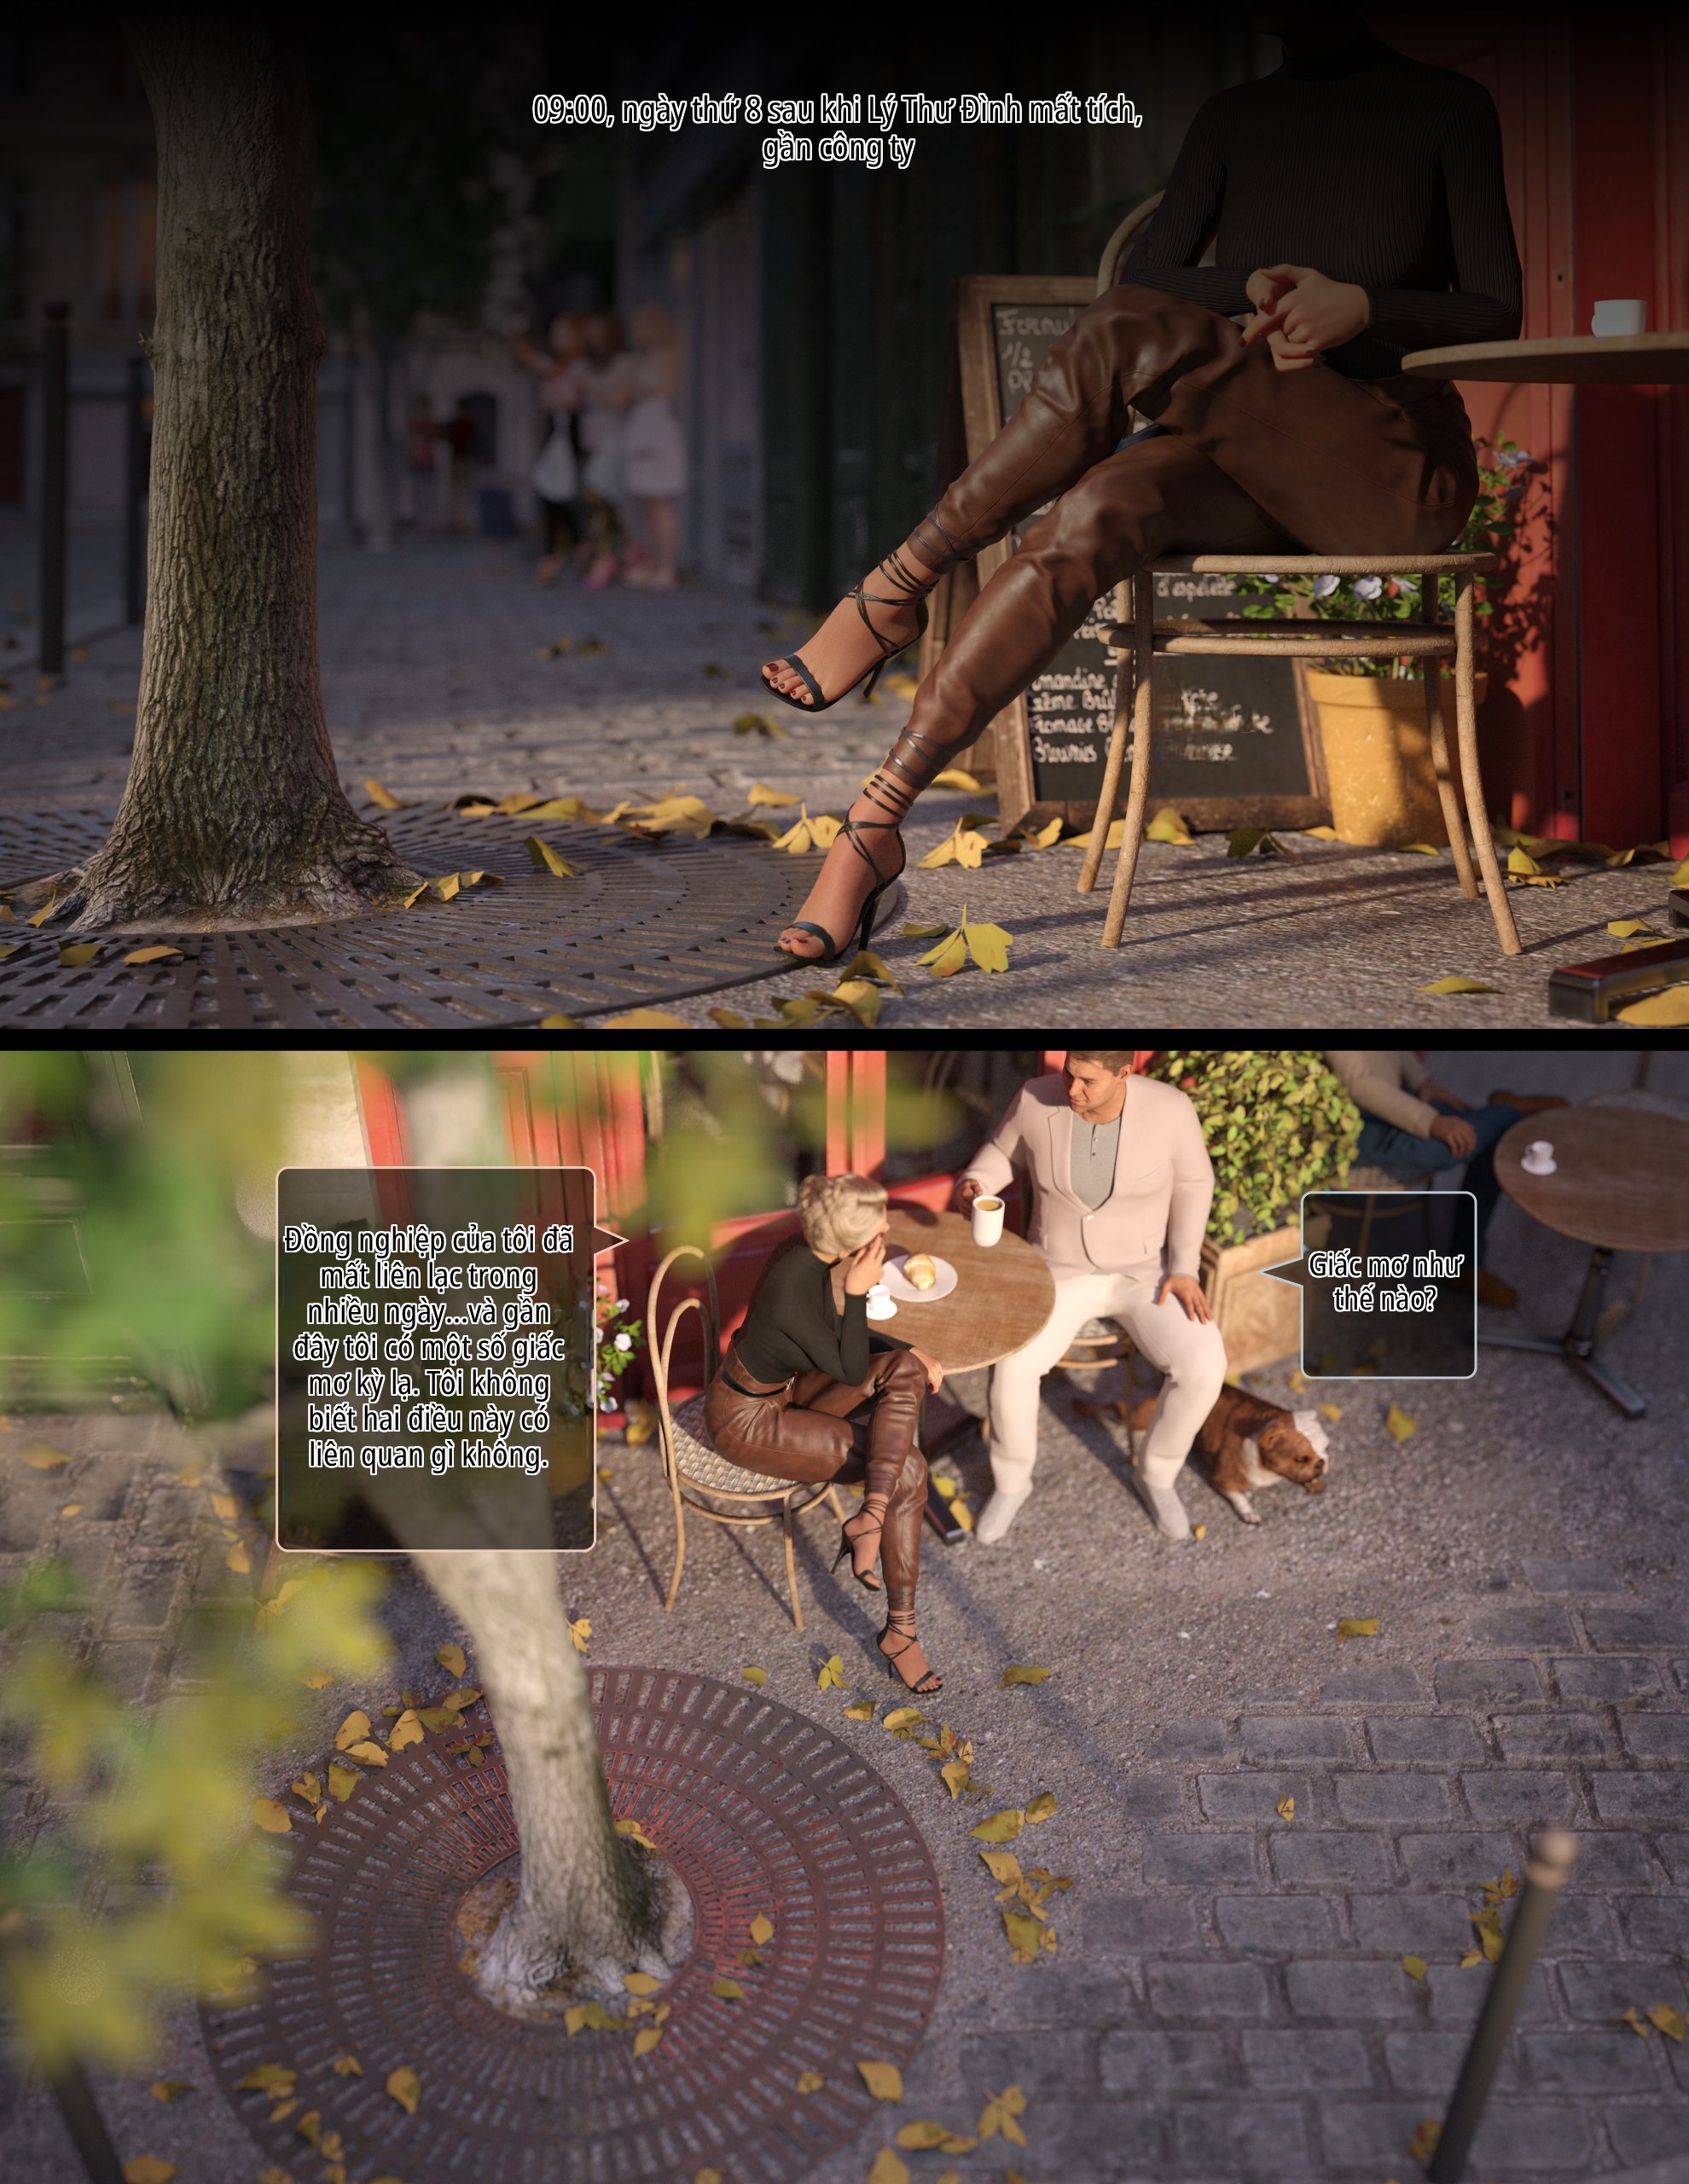 09:00, ngày thứ 8 sau khi Lý Thư Đình mất tích,
gần công ty
Đồng nghiệp của tôi đã
mất liên lạc trong
nhiều ngày...và gần
đây tôi có một số giấc
mơ kỳ lạ. Tôi không
biết hai điều này có
liên quan gì không.
Giấc mơ như
thế nào?